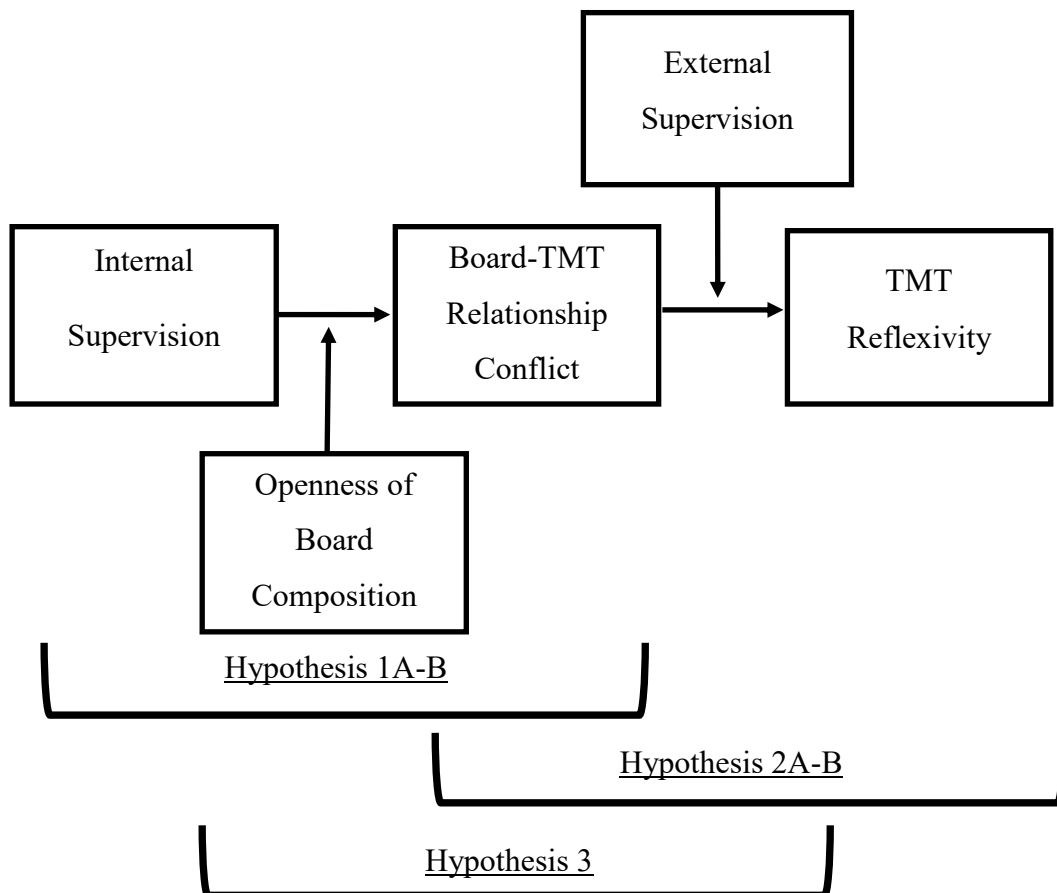 External
Supervision
Internal
Supervision
Board-TMT
Relationship
Conflict
TMT
Reflexivity
Openness of
Board
Composition
Hypothesis 1A-B
Hypothesis 2A-B
Hypothesis 3